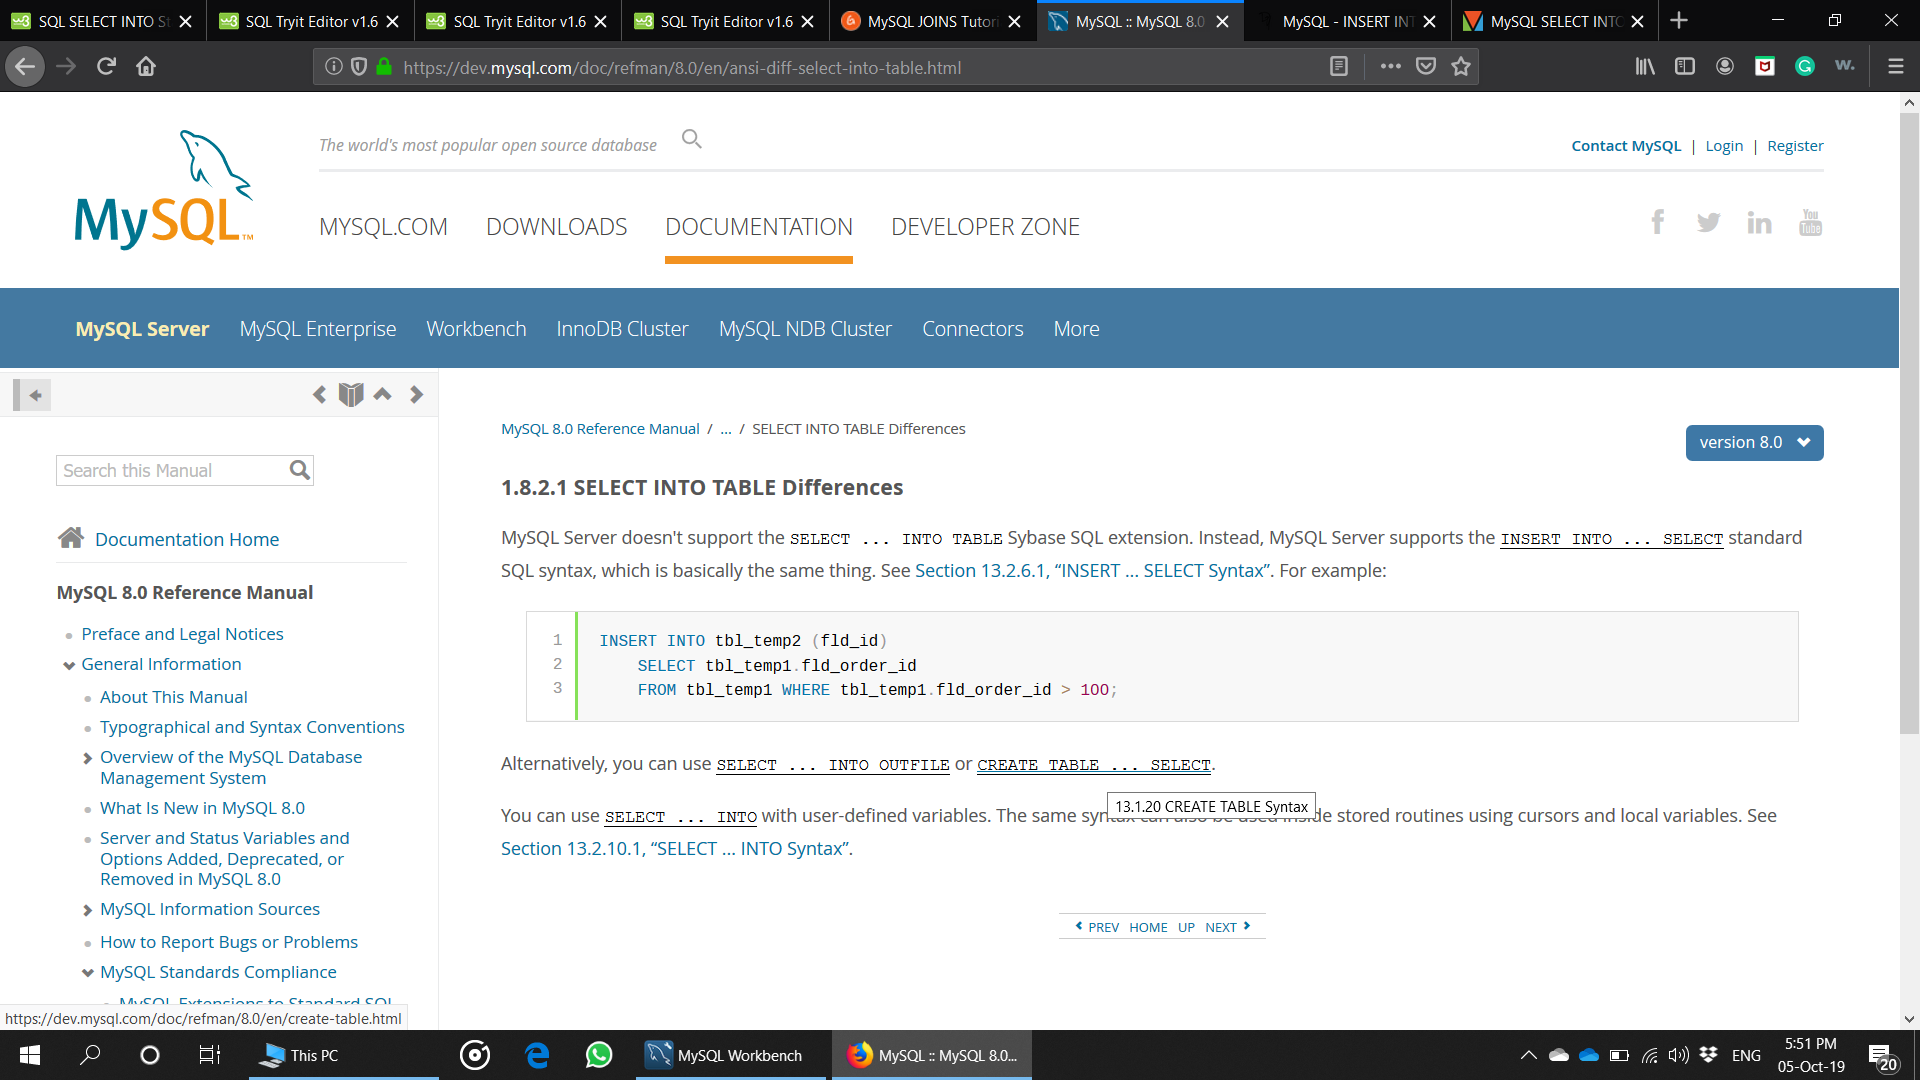 SQL SELECT INTO St
SQL Tryit Editor v1.6
SQL Tryit Editor v1.6
SQL Tryit Editor v1.6
MySQL JOINS Tutori
MySQL :: MySQL 8.0
MySQL - INSERT INT
MySQL SELECT INTO
https://dev.mysql.com/doc/refman/8.0/en/ansi-diff-select-into-table.html
The world's most popular open source database
Contact MySQL | Login | Register
MySQL™
MYSQL.COM DOWNLOADS DOCUMENTATION DEVELOPER ZONE
MySQL Server MySQL Enterprise Workbench InnoDB Cluster MySQL NDB Cluster Connectors More
MySQL 8.0 Reference Manual / ... / SELECT INTO TABLE Differences
version 8.0
Search this Manual
Documentation Home
MySQL 8.0 Reference Manual
Preface and Legal Notices
General Information
About This Manual
Typographical and Syntax Conventions
Overview of the MySQL Database
Management System
What Is New in MySQL 8.0
Server and Status Variables and
Options Added, Deprecated, or
Removed in MySQL 8.0
MySQL Information Sources
How to Report Bugs or Problems
MySQL Standards Compliance
MySQL Extensions to Standard SQL
1.8.2.1 SELECT INTO TABLE Differences
MySQL Server doesn't support the SELECT ... INTO TABLE Sybase SQL extension. Instead, MySQL Server supports the INSERT INTO ... SELECT standard
SQL syntax, which is basically the same thing. See Section 13.2.6.1, “INSERT ... SELECT Syntax”. For example:
1 INSERT INTO tbl_temp2 (fld_id)
2 SELECT tbl_temp1.fld_order_id
3 FROM tbl_temp1 WHERE tbl_temp1.fld_order_id > 100;
Alternatively, you can use SELECT ... INTO OUTFILE or CREATE TABLE ... SELECT.
13.1.20 CREATE TABLE Syntax
You can use SELECT ... INTO with user-defined variables. The same syntax can also be used inside stored routines using cursors and local variables. See
Section 13.2.10.1, “SELECT ... INTO Syntax”.
PREV HOME UP NEXT
https://dev.mysql.com/doc/refman/8.0/en/create-table.html
This PC
MySQL Workbench
MySQL :: MySQL 8.0...
ENG
5:51 PM
05-Oct-19
20